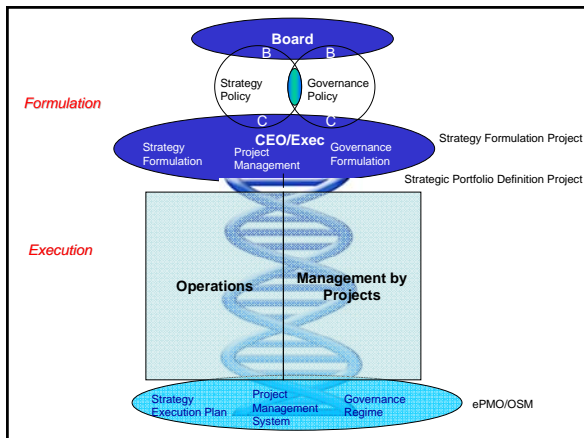 Board
B B
Strategy Governance
Policy Policy
Formulation
C C
CEO/Exec
Strategy Project Governance
Formulation Management Formulation
Strategy Formulation Project
Strategic Portfolio Definition Project
Execution
Operations Management by
Projects
Strategy Project Governance
Execution Plan Management Regime
System
ePMO/OSM